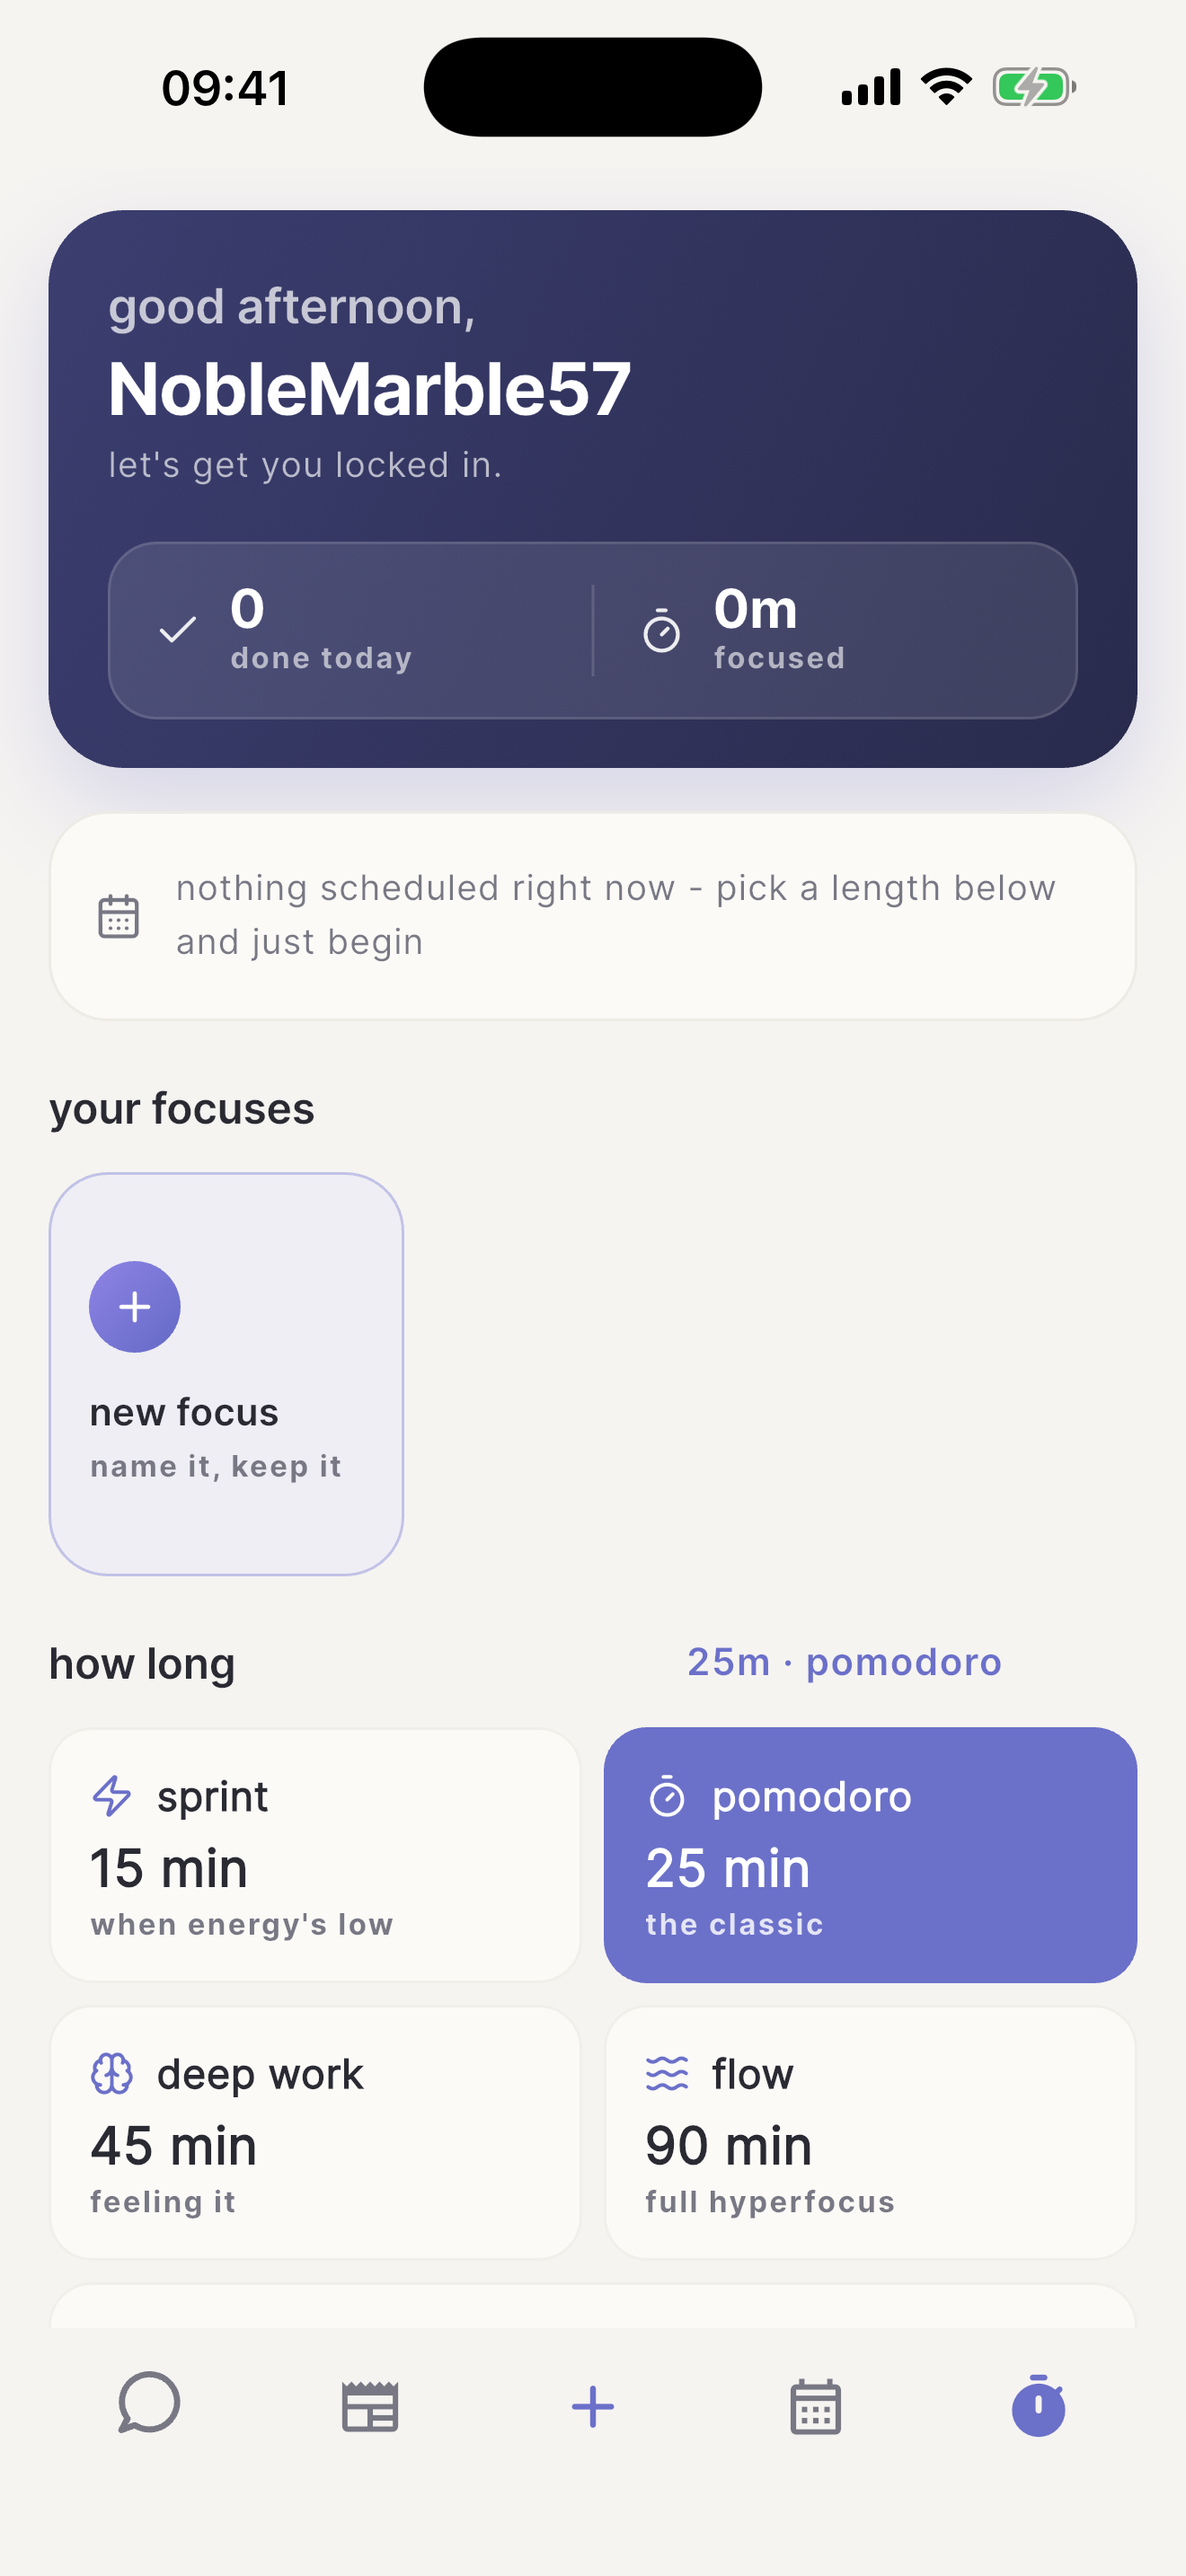 09:41
good afternoon,
NobleMarble57
let's get you locked in.
0
done today
0m
focused
nothing scheduled right now - pick a length below
and just begin
your focuses
new focus
name it, keep it
how long
25m · pomodoro
sprint
15 min
when energy's low
pomodoro
25 min
the classic
deep work
45 min
feeling it
flow
90 min
full hyperfocus